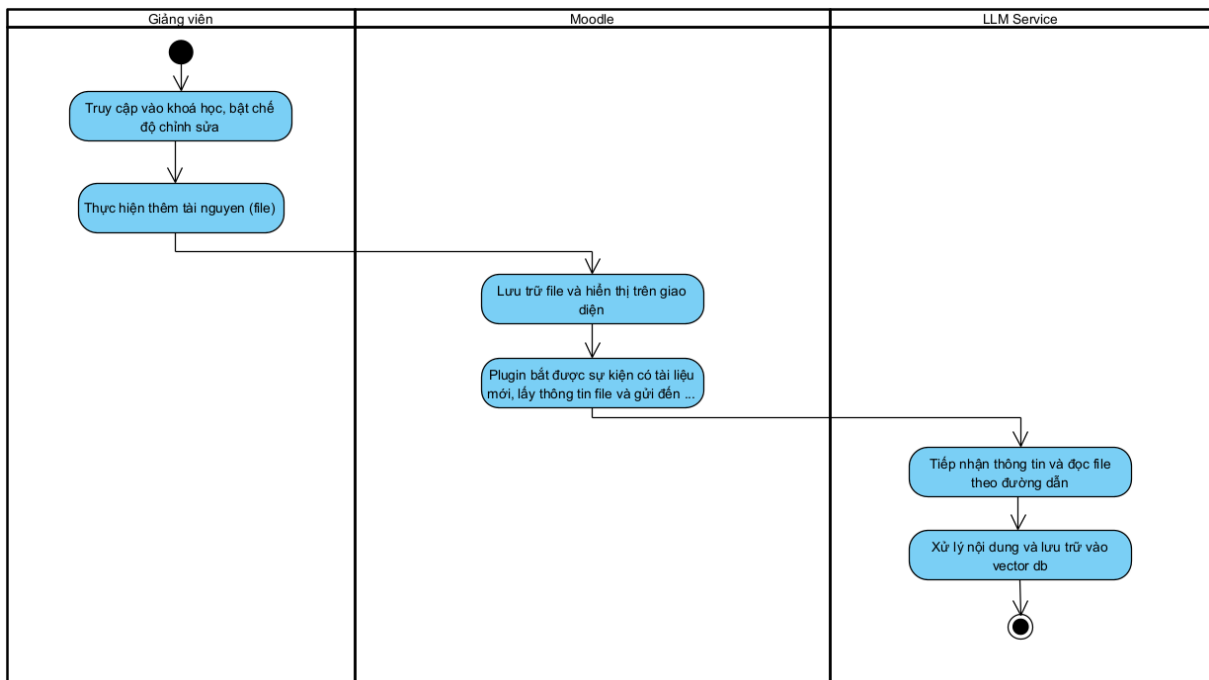 Giảng viên
Moodle
LLM Service
Truy cập vào khoá học, bật chế
độ chỉnh sửa
Thực hiện thêm tài nguyen (file)
Lưu trữ file và hiển thị trên giao
diện
Plugin bắt được sự kiện có tài liệu
mới, lấy thông tin file và gửi đến ...
Tiếp nhận thông tin và đọc file
theo đường dẫn
Xử lý nội dung và lưu trữ vào
vector db